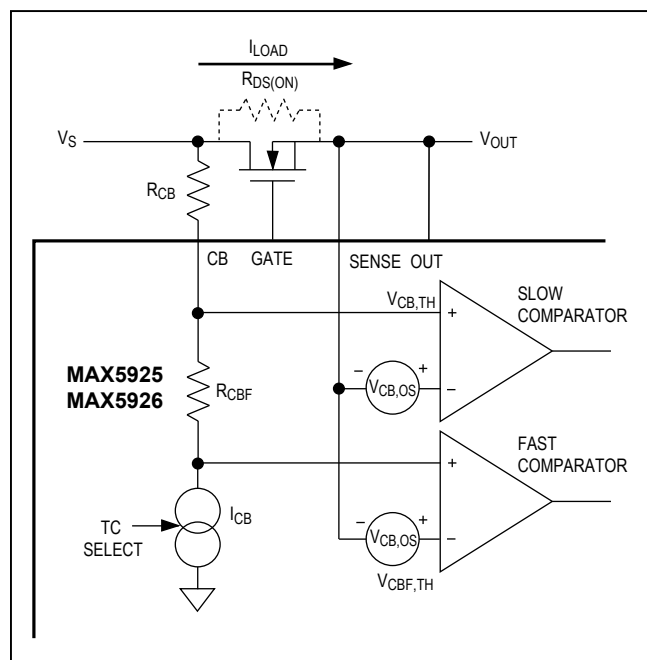 ILOAD
RDS(ON)
VS
VOUT
RCB
CB GATE SENSE OUT
VCB,TH
SLOW
COMPARATOR
+
MAX5925
MAX5926
RCBF
− + −
VCB,OS
FAST
COMPARATOR
+
ICB
TC
SELECT
− + −
VCB,OS
VCBF,TH